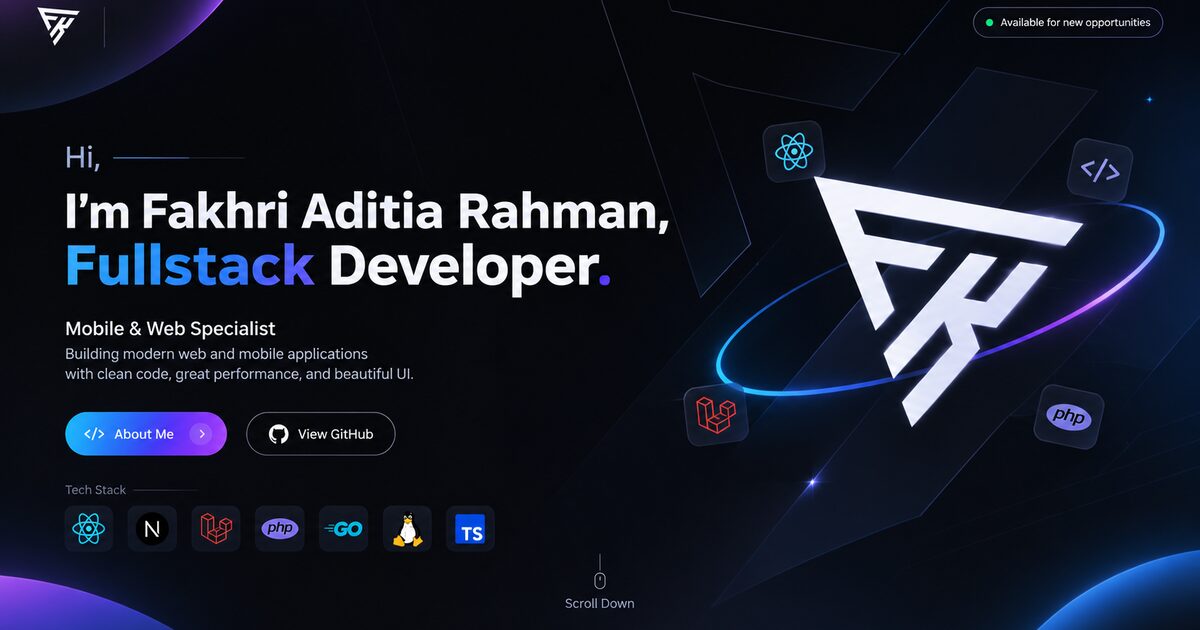 FK
Available for new opportunities
Hi,
I’m Fakhri Aditia Rahman,
Fullstack Developer.
Mobile & Web Specialist
Building modern web and mobile applications
with clean code, great performance, and beautiful UI.
</> About Me >
View GitHub
Tech Stack
N
php
GO
TS
</>
FK
php
Scroll Down